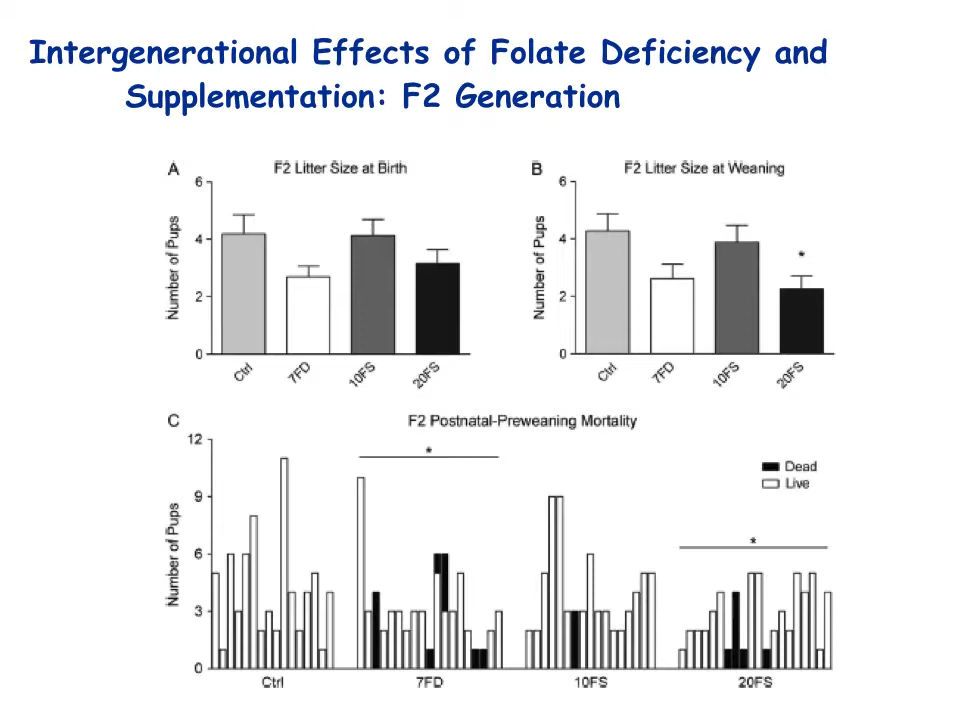 Intergenerational Effects of Folate Deficiency and
Supplementation: F2 Generation
A
F2 Litter Size at Birth
Number of Pups
6
4
2
0
Ctrl
7FD
10FS
20FS
B
F2 Litter Size at Weaning
Number of Pups
6
4
2
0
*
Ctrl
7FD
10FS
20FS
C
F2 Postnatal-Preweaning Mortality
Number of Pups
12
9
6
3
0
*
*
Dead
Live
Ctrl
7FD
10FS
20FS